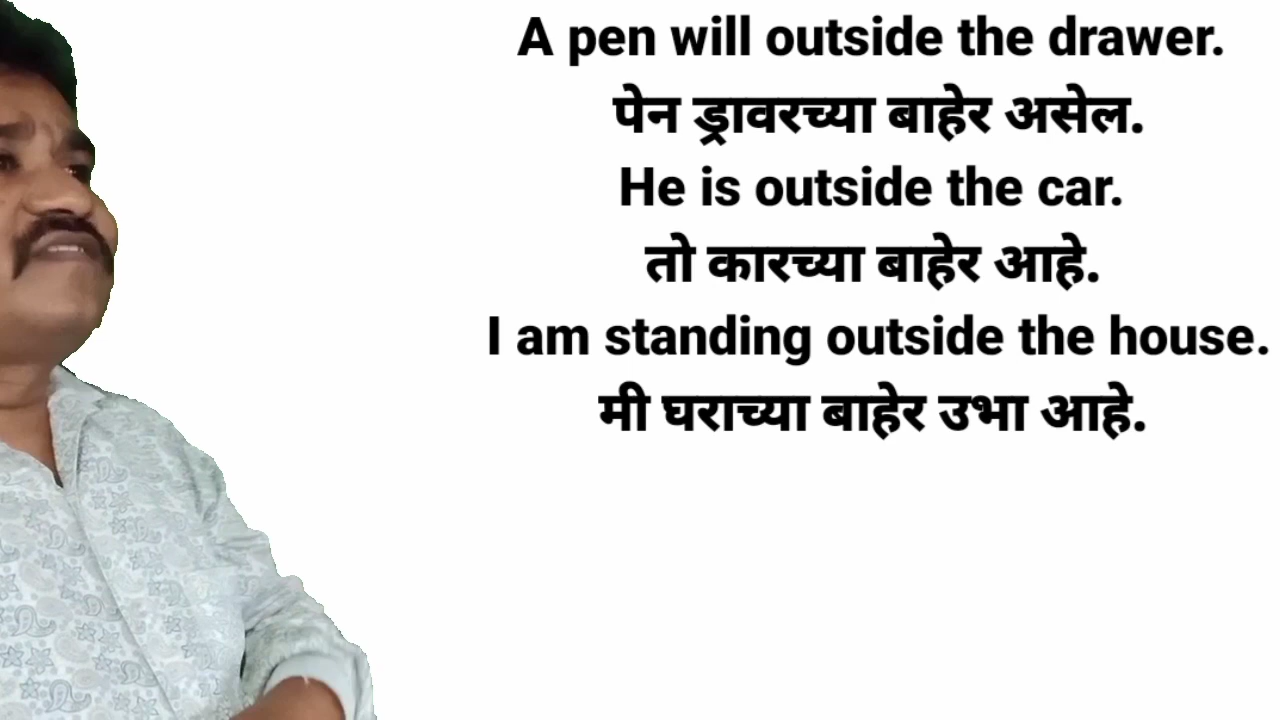 A pen will outside the drawer.
पेन ड्रावरच्या बाहेर असेल.
He is outside the car.
तो कारच्या बाहेर आहे.
I am standing outside the house.
मी घराच्या बाहेर उभा आहे.